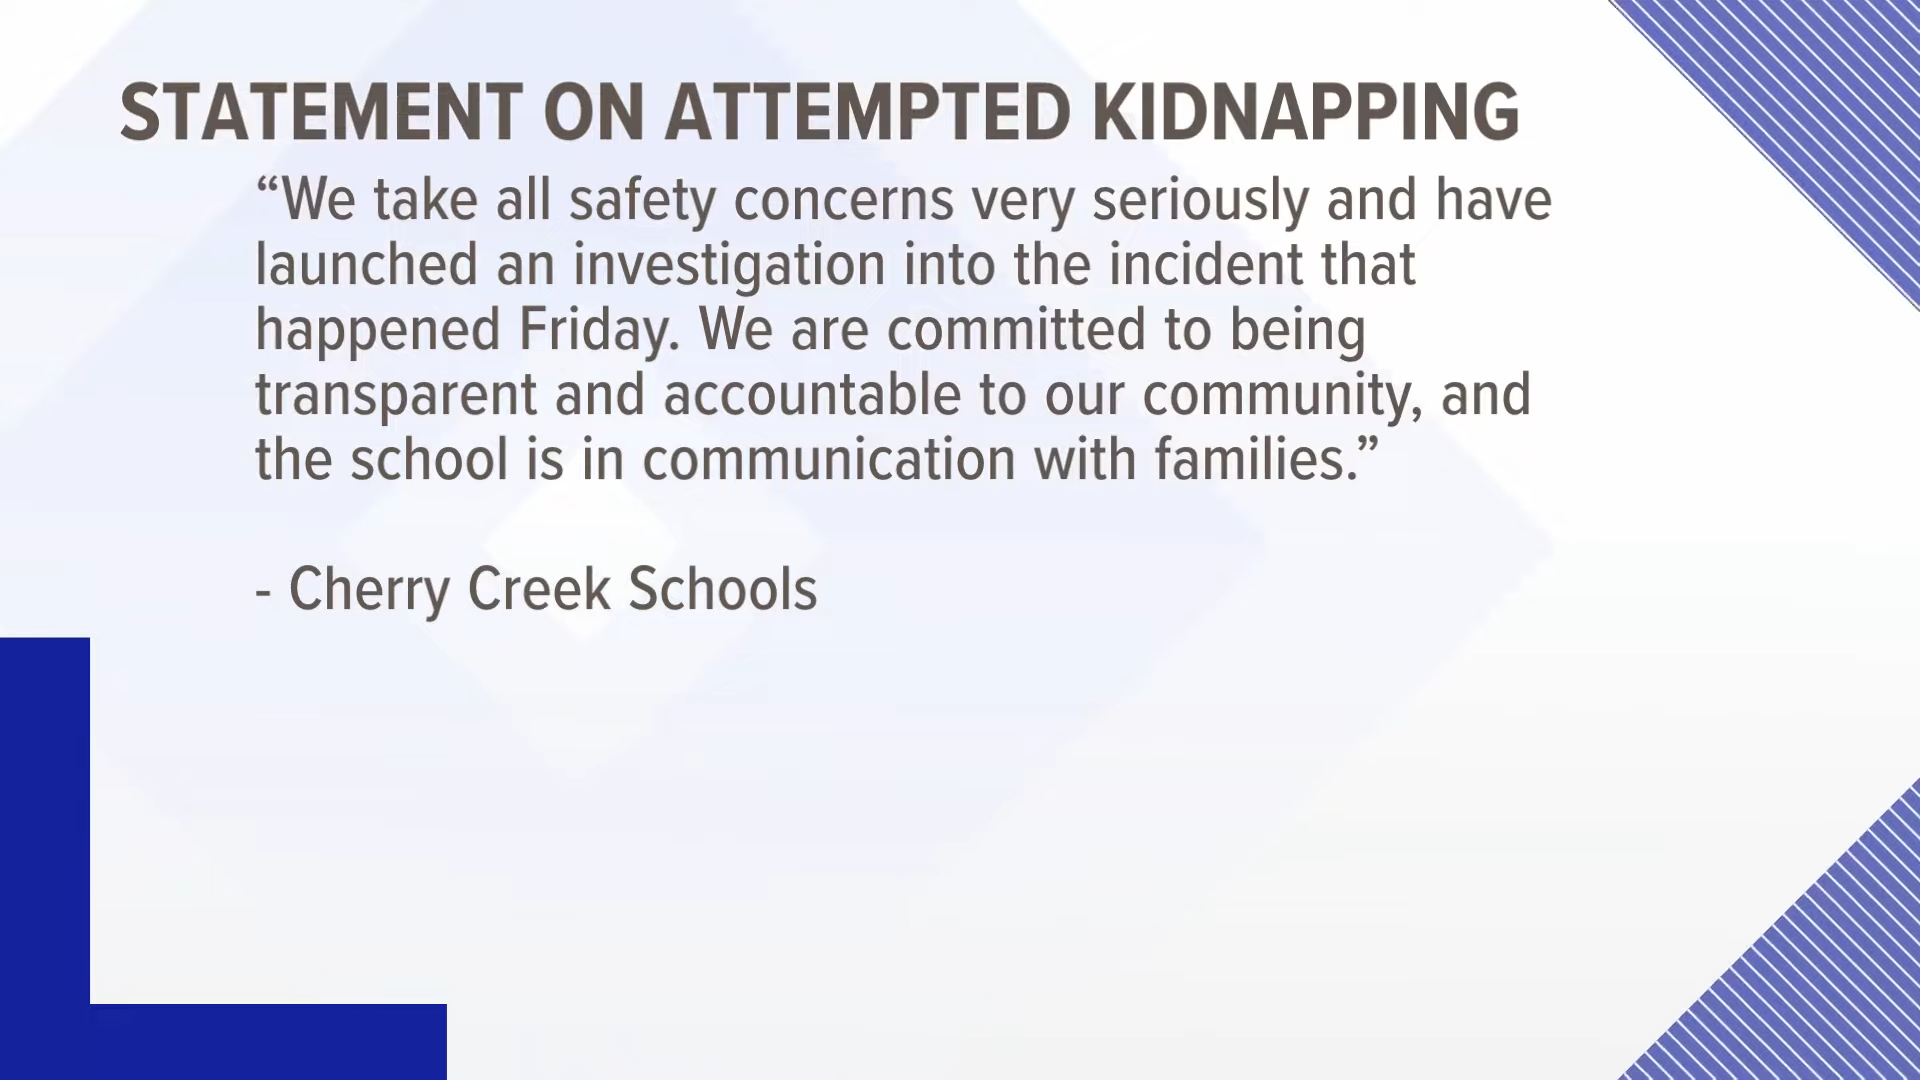 STATEMENT ON ATTEMPTED KIDNAPPING
“We take all safety concerns very seriously and have
launched an investigation into the incident that
happened Friday. We are committed to being
transparent and accountable to our community, and
the school is in communication with families.”
- Cherry Creek Schools